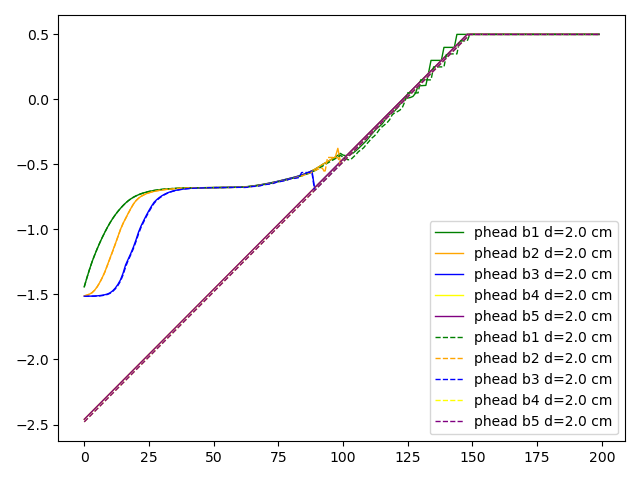 0.5
0.0
−0.5
−1.0
−1.5
−2.0
−2.5
0
25
50
75
100
125
150
175
200
phead b1 d=2.0 cm
phead b2 d=2.0 cm
phead b3 d=2.0 cm
phead b4 d=2.0 cm
phead b5 d=2.0 cm
phead b1 d=2.0 cm
phead b2 d=2.0 cm
phead b3 d=2.0 cm
phead b4 d=2.0 cm
phead b5 d=2.0 cm